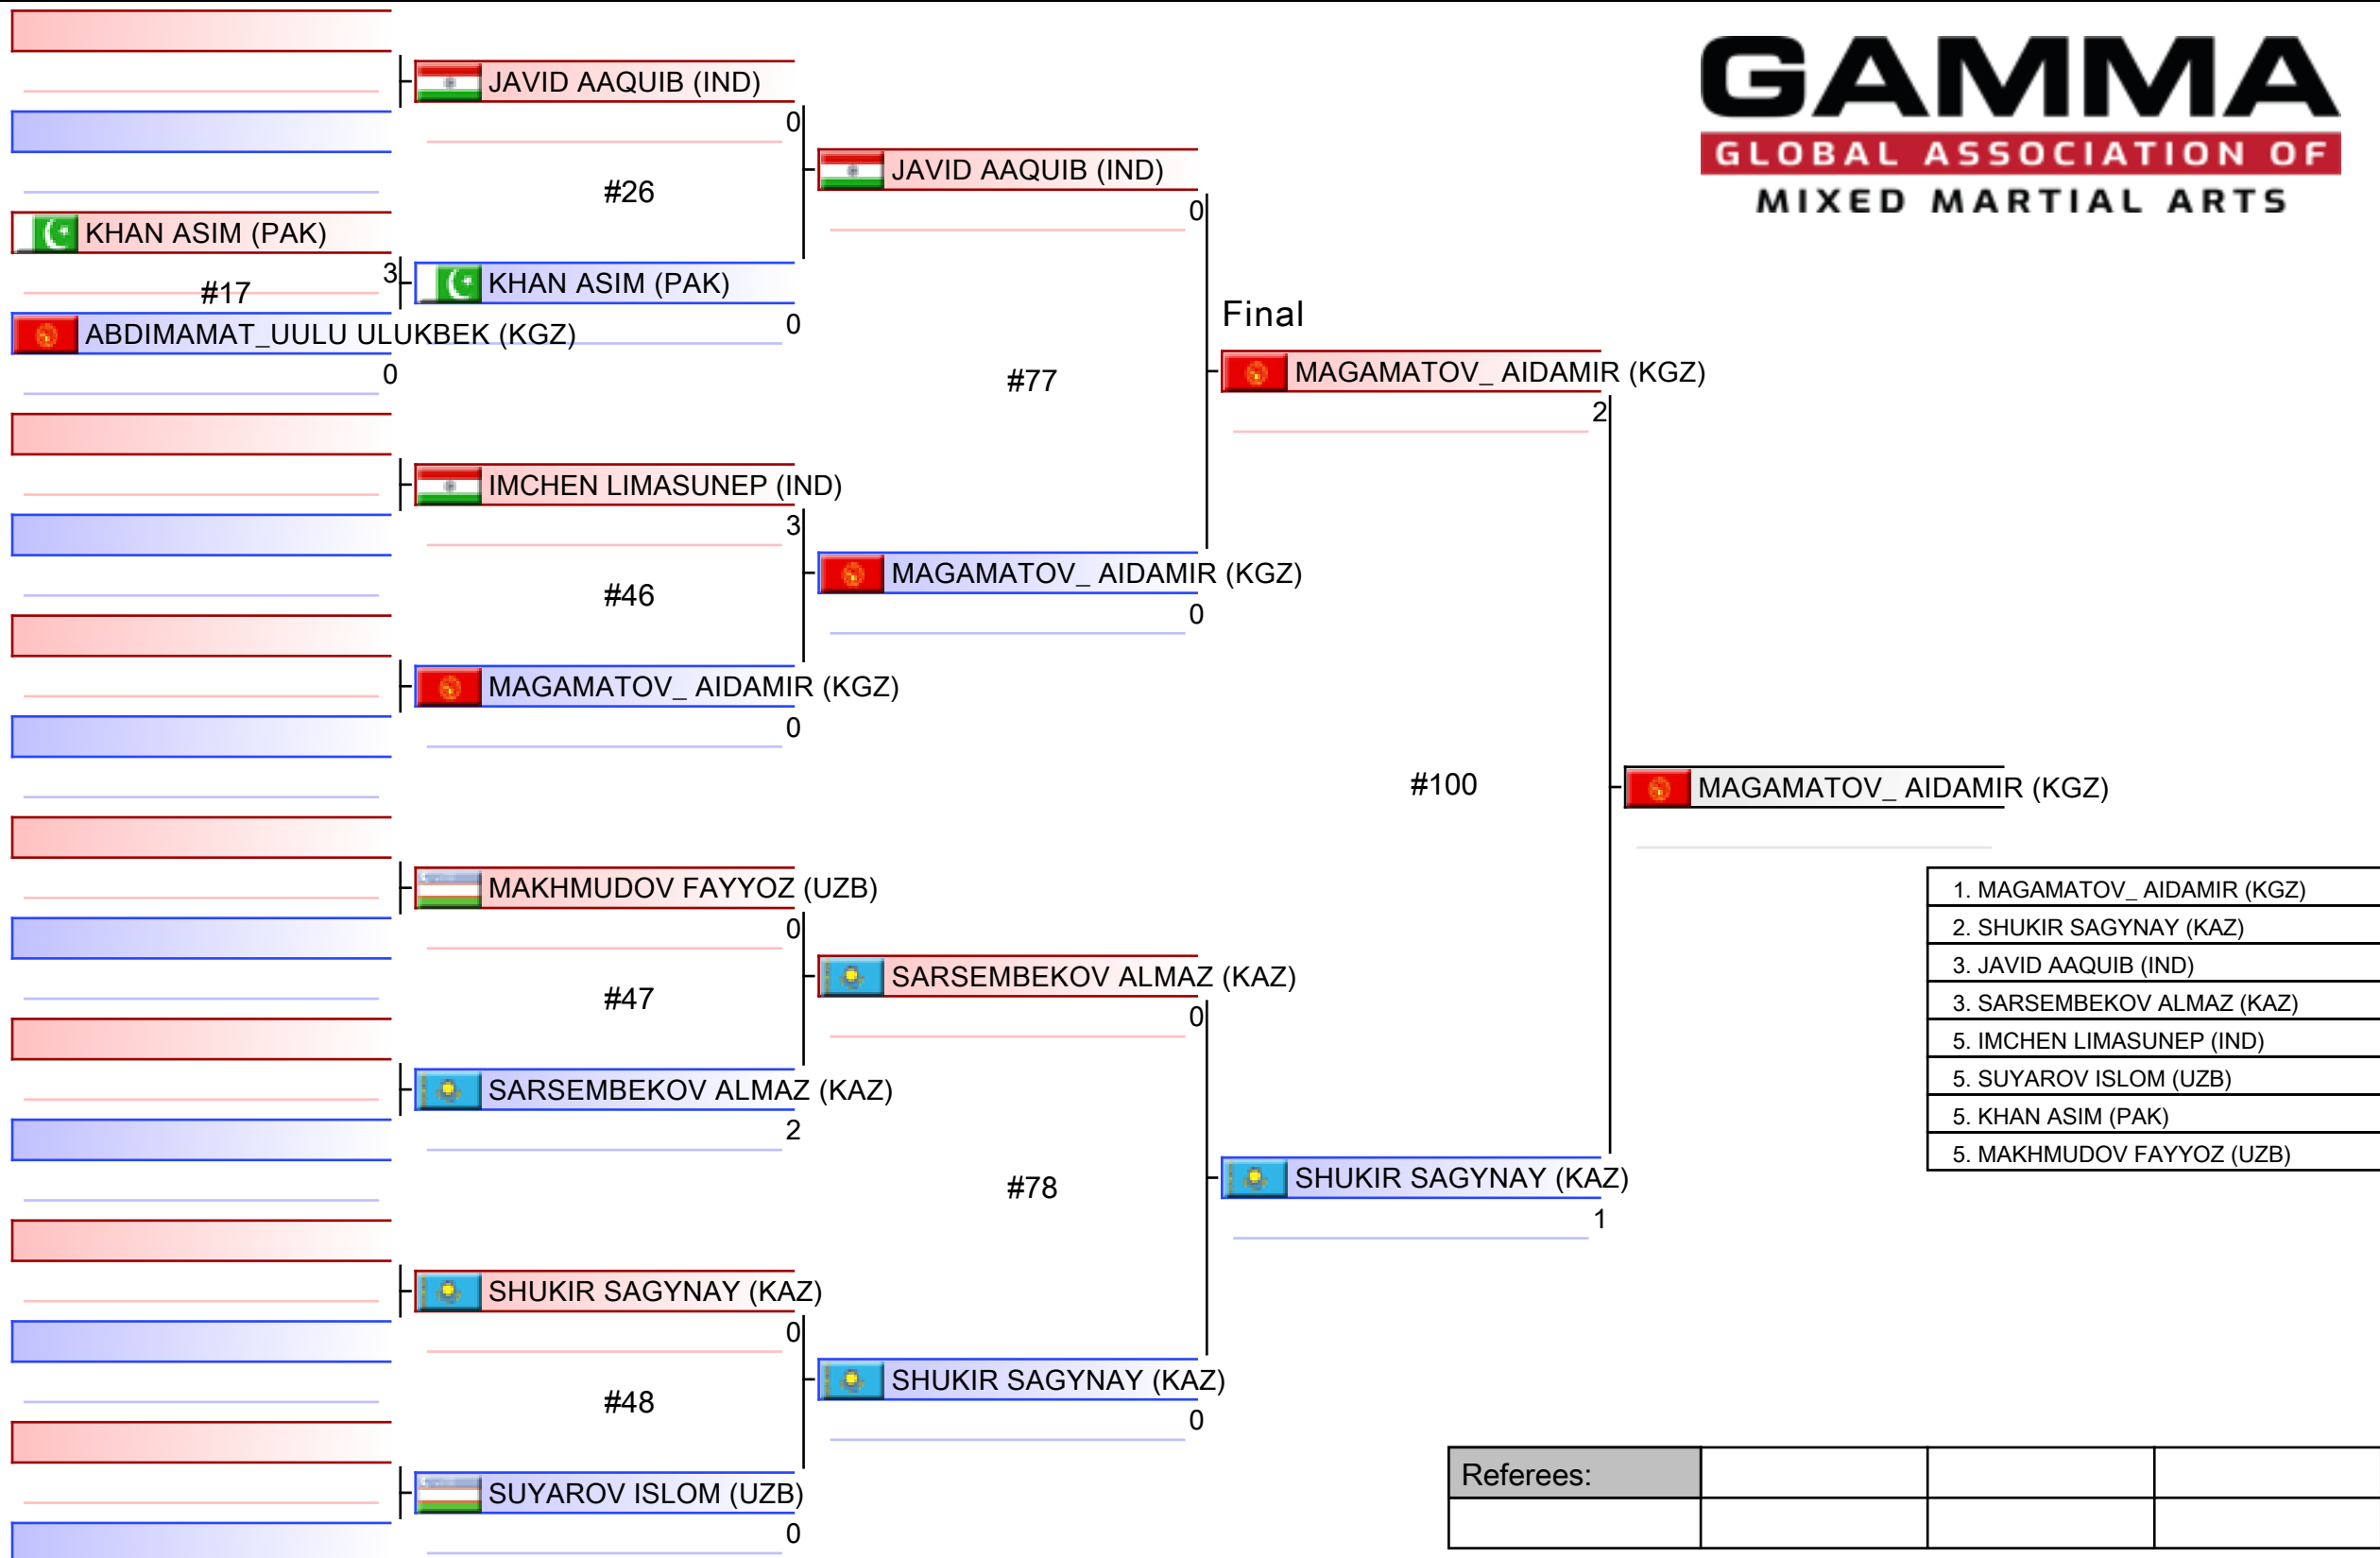 GAMMA
GLOBAL ASSOCIATION OF
MIXED MARTIAL ARTS
KHAN ASIM (PAK)
3
#17
ABDIMAMAT_UULU ULUKBEK (KGZ)
0
JAVID AAQUIB (IND)
0
#26
KHAN ASIM (PAK)
0
IMCHEN LIMASUNEP (IND)
3
#46
MAGAMATOV_ AIDAMIR (KGZ)
0
MAKHMUDOV FAYYOZ (UZB)
0
#47
SARSEMBEKOV ALMAZ (KAZ)
2
SHUKIR SAGYNAY (KAZ)
0
#48
SUYAROV ISLOM (UZB)
0
JAVID AAQUIB (IND)
0
#77
MAGAMATOV_ AIDAMIR (KGZ)
0
SARSEMBEKOV ALMAZ (KAZ)
0
#78
SHUKIR SAGYNAY (KAZ)
0
Final
MAGAMATOV_ AIDAMIR (KGZ)
2
#100
SHUKIR SAGYNAY (KAZ)
1
MAGAMATOV_ AIDAMIR (KGZ)
1. MAGAMATOV_ AIDAMIR (KGZ)
2. SHUKIR SAGYNAY (KAZ)
3. JAVID AAQUIB (IND)
3. SARSEMBEKOV ALMAZ (KAZ)
5. IMCHEN LIMASUNEP (IND)
5. SUYAROV ISLOM (UZB)
5. KHAN ASIM (PAK)
5. MAKHMUDOV FAYYOZ (UZB)
Referees: